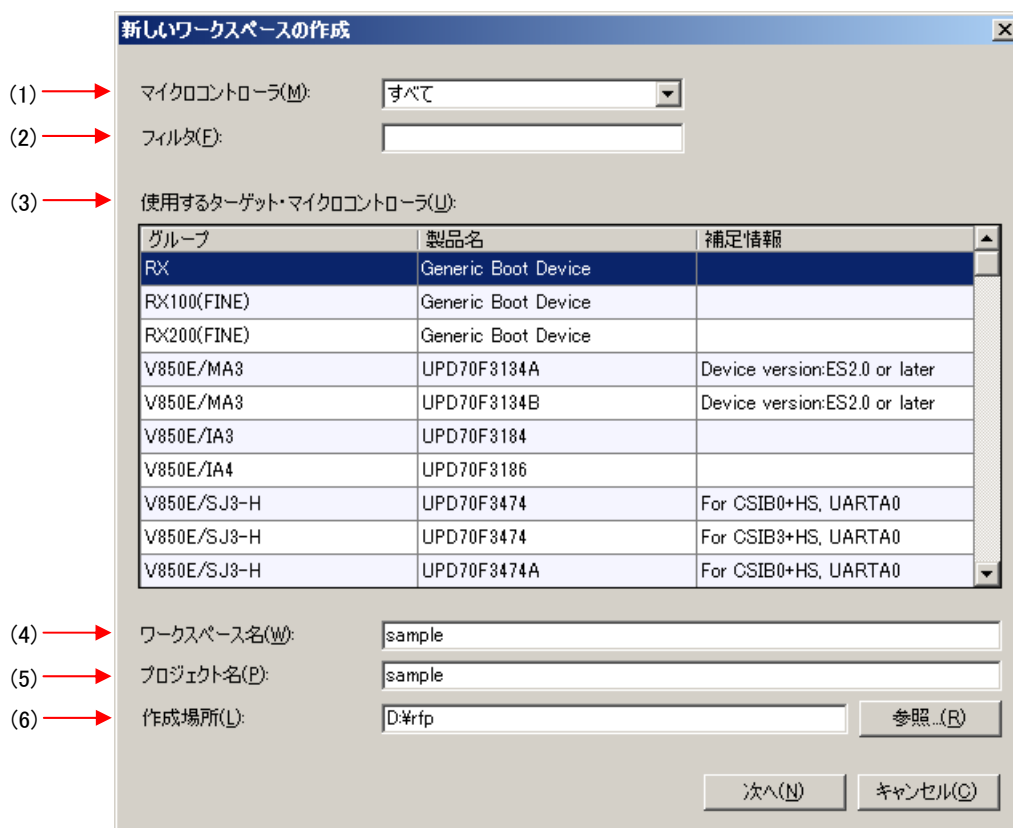 新しいワークスペースの作成
(1) マイクロコントローラ(M): すべて
(2) フィルタ(F):
(3) 使用するターゲット・マイクロコントローラ(U):
グループ 製品名 補足情報
RX Generic Boot Device
RX100(FINE) Generic Boot Device
RX200(FINE) Generic Boot Device
V850E/MA3 UPD70F3134A Device version:ES2.0 or later
V850E/MA3 UPD70F3134B Device version:ES2.0 or later
V850E/IA3 UPD70F3184
V850E/IA4 UPD70F3186
V850E/SJ3-H UPD70F3474 For CSIB0+HS, UARTA0
V850E/SJ3-H UPD70F3474 For CSIB3+HS, UARTA0
V850E/SJ3-H UPD70F3474A For CSIB0+HS, UARTA0
(4) ワークスペース名(W): sample
(5) プロジェクト名(P): sample
(6) 作成場所(L): D:¥rfp 参照...(R)
次へ(N) キャンセル(C)